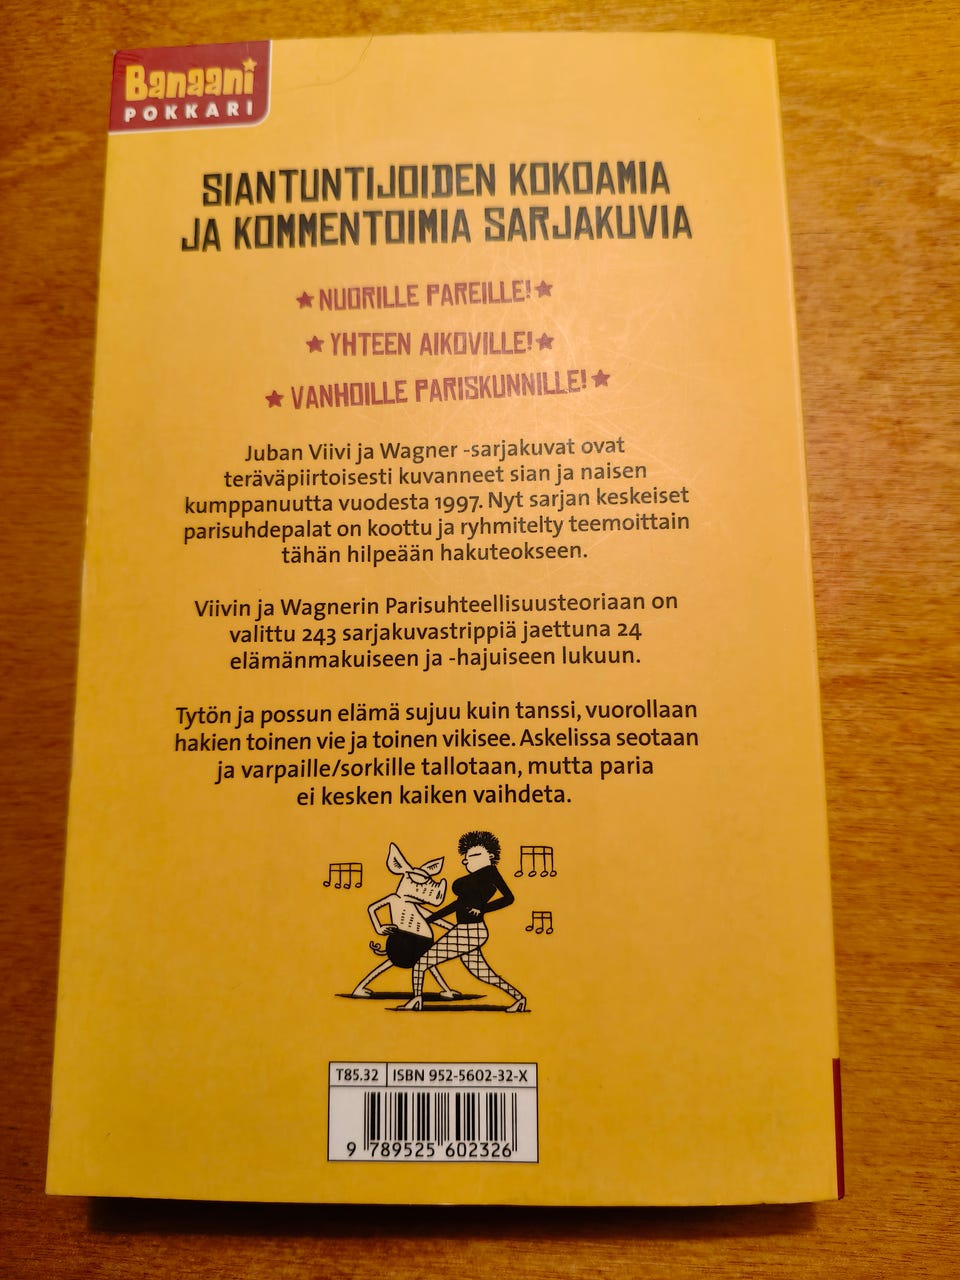 Banaani
POKKARI
SIANTUNTIJOIDEN KOKOAMIA
JA KOMMENTOIMIA SARJAKUVIA
★ NUORILLE PAREILLE! ★
★ YHTEEN AIKOVILLE! ★
★ VANHOILLE PARISKUNNILLE! ★
Juban Viivi ja Wagner -sarjakuvat ovat
teräväpiirtoisesti kuvanneet sian ja naisen
kumppanuutta vuodesta 1997. Nyt sarjan keskeiset
parisuhdepalat on koottu ja ryhmitelty teemoittain
tähän hilpeään hakuteokseen.
Viivin ja Wagnerin Parisuhteellisuusteoriaan on
valittu 243 sarjakuvastrippiä jaettuna 24
elämänmakuiseen ja -hajuiseen lukuun.
Tytön ja possun elämä sujuu kuin tanssi, vuorollaan
hakien toinen vie ja toinen vikisee. Askelissa seotaan
ja varpaille/sorkille tallotaan, mutta paria
ei kesken kaiken vaihdeta.
T85.32 ISBN 952-5602-32-X
9 789525 602326